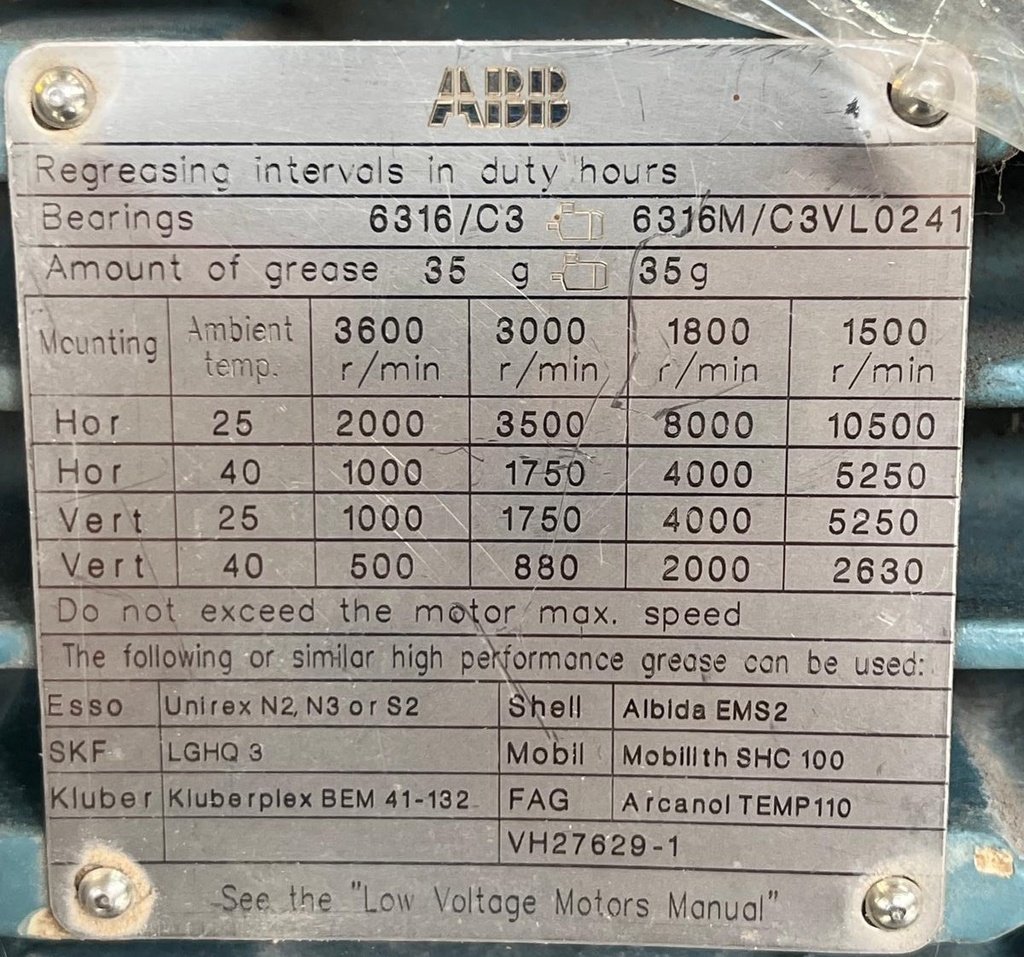 ABB
Regreasing intervals in duty hours
Bearings 6316/C3 6316M/C3VL0241
Amount of grease 35 g 35g
Mounting Ambient temp. 3600 r/min 3000 r/min 1800 r/min 1500 r/min
Hor 25 2000 3500 8000 10500
Hor 40 1000 1750 4000 5250
Vert 25 1000 1750 4000 5250
Vert 40 500 880 2000 2630
Do not exceed the motor max. speed
The following or similar high performance grease can be used:
Esso Unirex N2, N3 or S2 Shell Albida EMS2
SKF LGHQ 3 Mobil Mobilith SHC 100
Kluber Kluberplex BEM 41-132 FAG Arcanol TEMP110
VH27629-1
See the "Low Voltage Motors Manual"